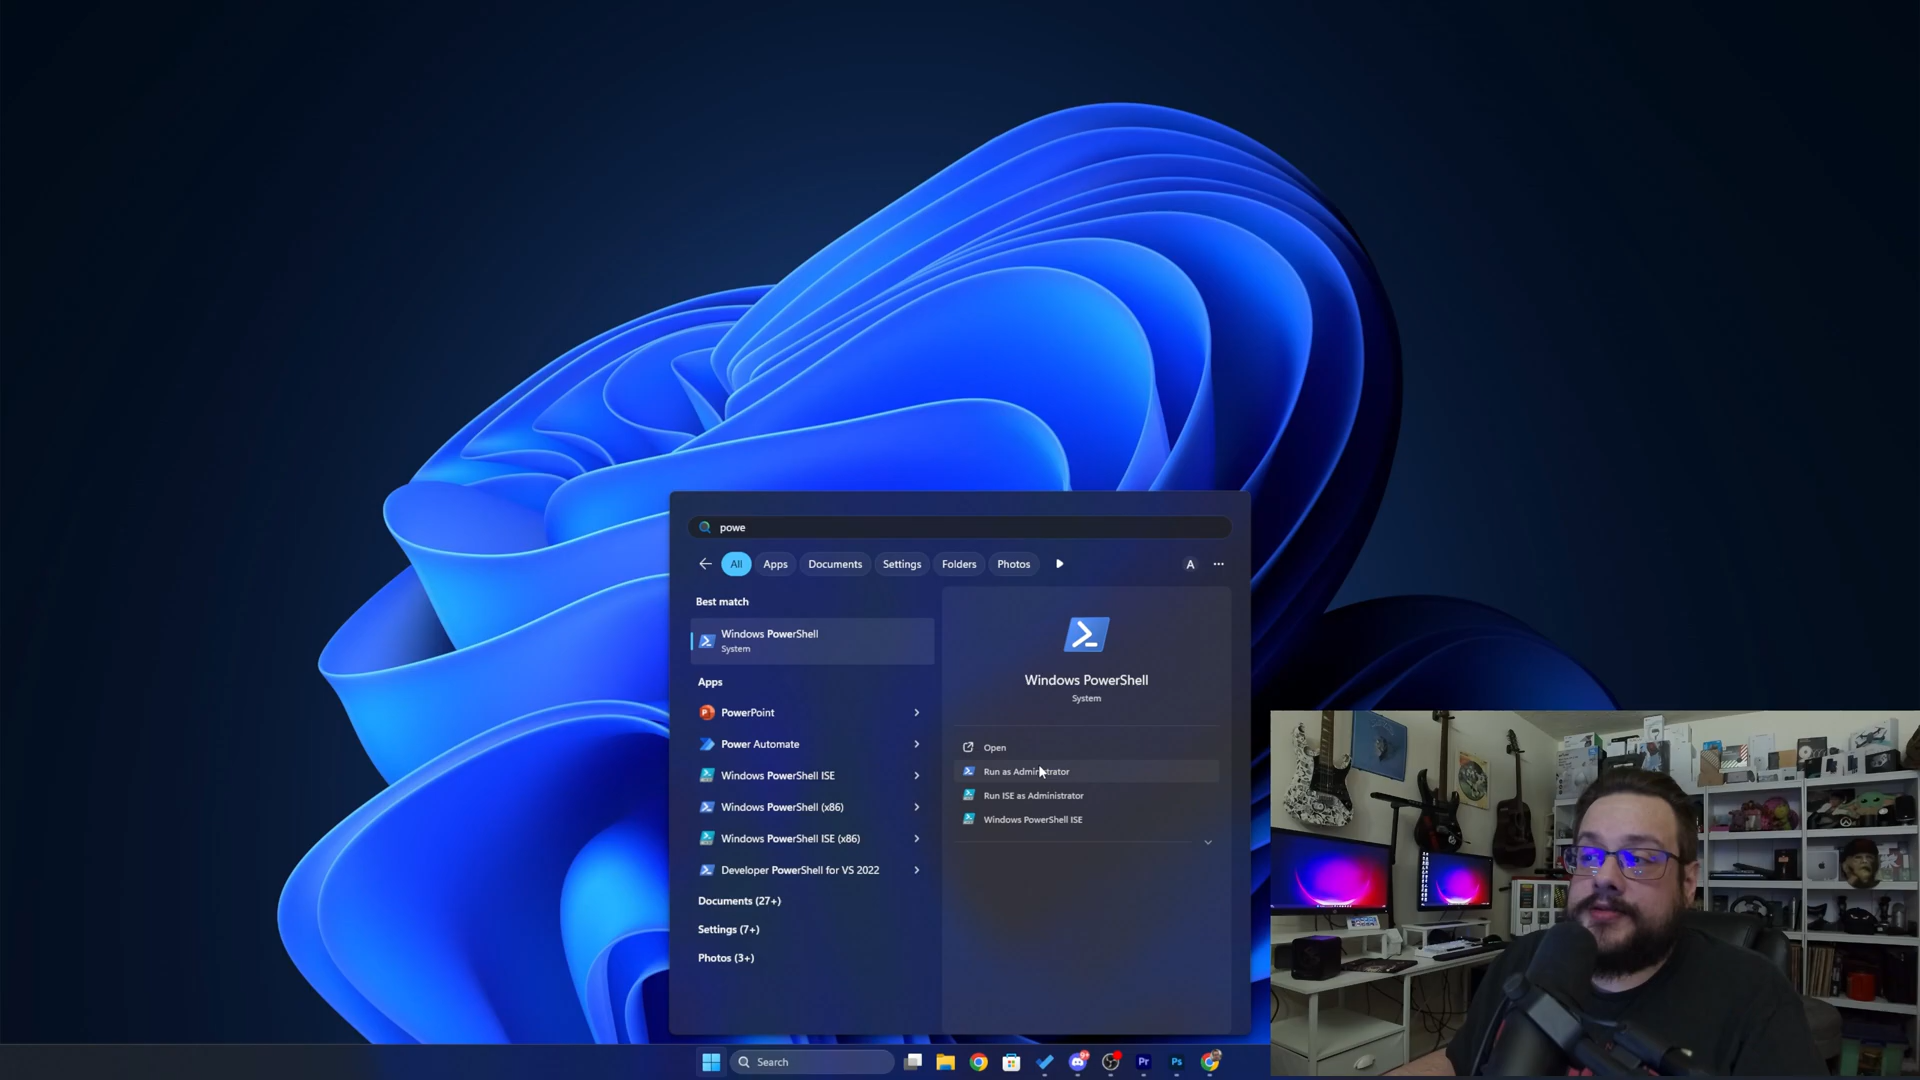 powe
All
Apps
Documents
Settings
Folders
Photos
A
Best match
Windows PowerShell
System
Apps
PowerPoint
Power Automate
Windows PowerShell ISE
Windows PowerShell (x86)
Windows PowerShell ISE (x86)
Developer PowerShell for VS 2022
Documents (27+)
Settings (7+)
Photos (3+)
Windows PowerShell
System
Open
Run as Administrator
Run ISE as Administrator
Windows PowerShell ISE
Search
Pr
Ps